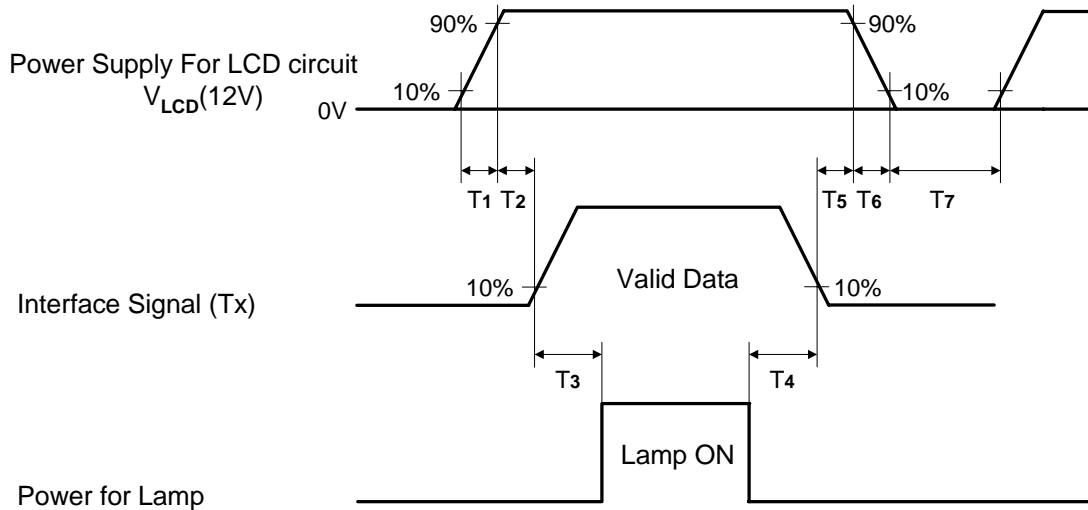 90% 90%
Power Supply For LCD circuit
VLCD(12V)
10% 10%
0V
T1 T2 T5 T6 T7
Valid Data
10% 10%
Interface Signal (Tx)
T3 T4
Lamp ON
Power for Lamp